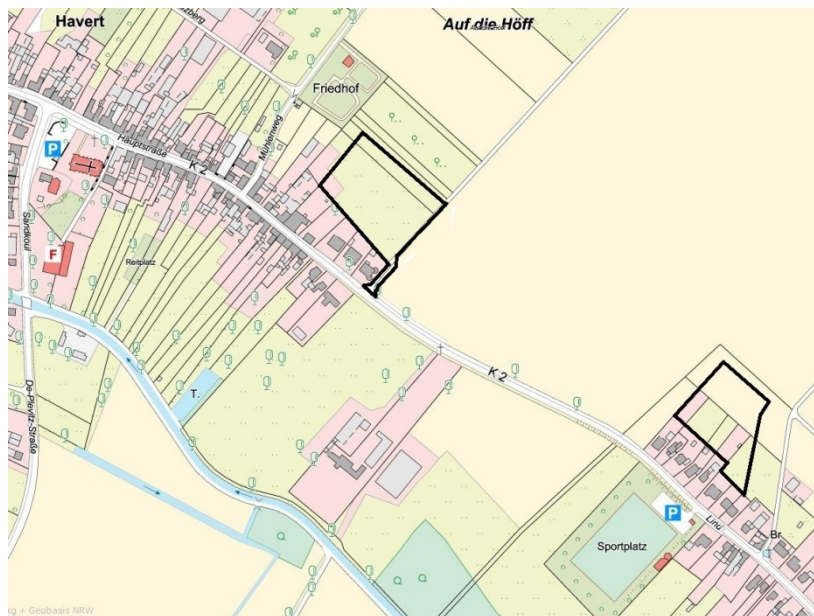 Havert
Auf die Höff
Friedhof
Mühlenweg
Hauptstraße
K 2
P
F
Sandkoul
Reitplatz
T.
De-Plevitz-Straße
K 2
P
Lind
Br
Sportplatz
rg + Geobasis NRW